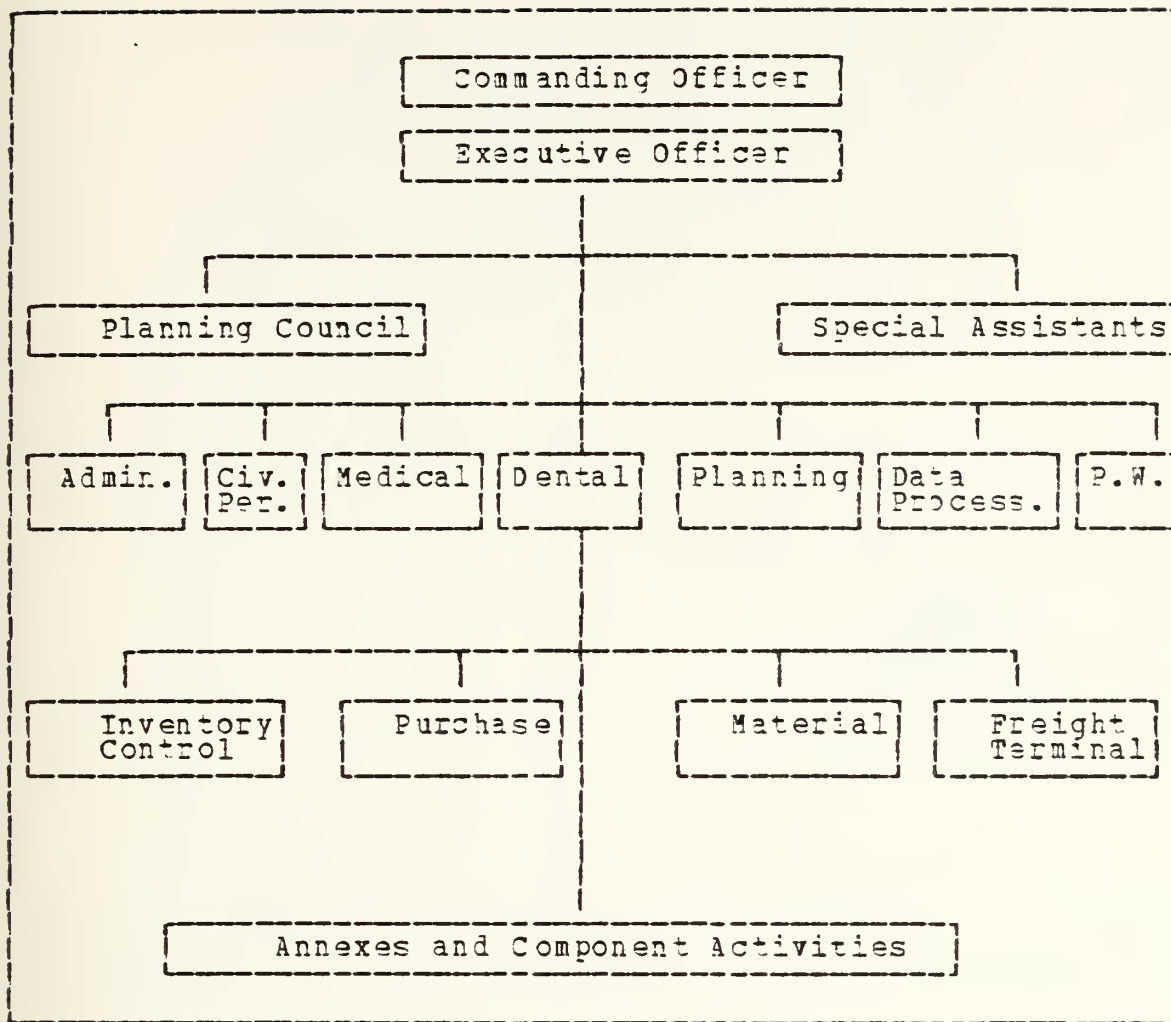 Commanding Officer
Executive Officer
Planning Council
Special Assistants
Admin.
Civ.
Per.
Medical
Dental
Planning
Data
Process.
P.W.
Inventory
Control
Purchase
Material
Freight
Terminal
Annexes and Component Activities